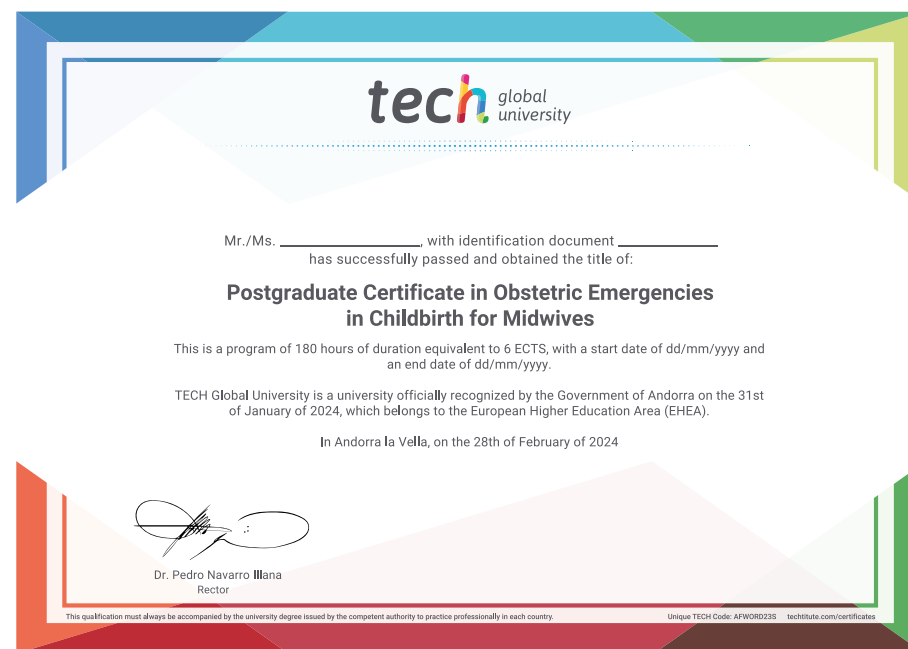 tech global university
Mr./Ms. ____________________, with identification document ______________
has successfully passed and obtained the title of:
Postgraduate Certificate in Obstetric Emergencies
in Childbirth for Midwives
This is a program of 180 hours of duration equivalent to 6 ECTS, with a start date of dd/mm/yyyy and
an end date of dd/mm/yyyy.
TECH Global University is a university officially recognized by the Government of Andorra on the 31st
of January of 2024, which belongs to the European Higher Education Area (EHEA).
In Andorra la Vella, on the 28th of February of 2024
Dr. Pedro Navarro Illana
Rector
This qualification must always be accompanied by the university degree issued by the competent authority to practice professionally in each country.
Unique TECH Code: AFWORD23S techtitute.com/certificates